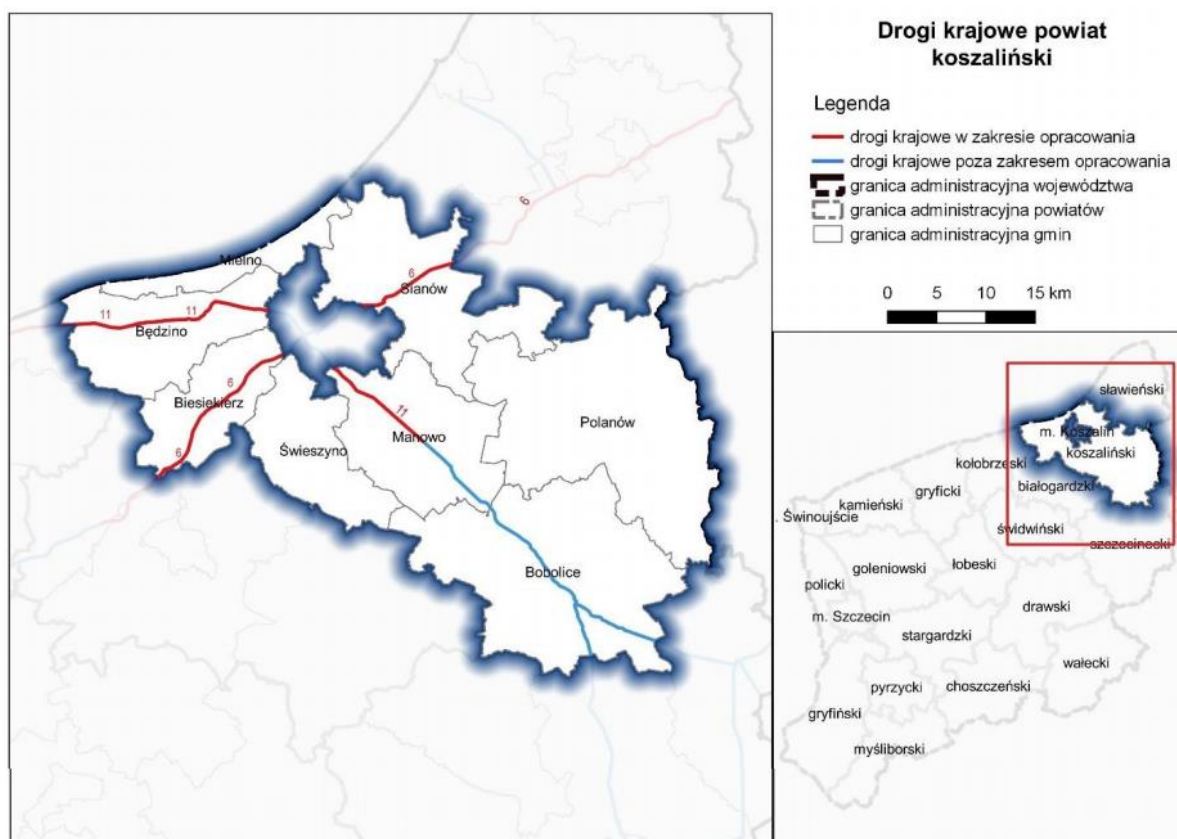 Drogi krajowe powiat
koszaliński
Legenda
drogi krajowe w zakresie opracowania
drogi krajowe poza zakresem opracowania
granica administracyjna województwa
granica administracyjna powiatów
granica administracyjna gmin
0 5 10 15 km
6
Mielno
6
Sianów
11 11
Będzino
6
Biesiekierz
11
Manowo
Polanów
Świeszyno
6
Bobolice
sławieński
m. Koszalin
koszaliński
kołobrzeski
białogardzki
gryficki
kamieński
. Świnoujście
świdwiński
szczecinecki
łobeski
goleniowski
policki
drawski
m. Szczecin
stargardzki
wałecki
pyrzycki
choszczeński
gryfiński
myśliborski